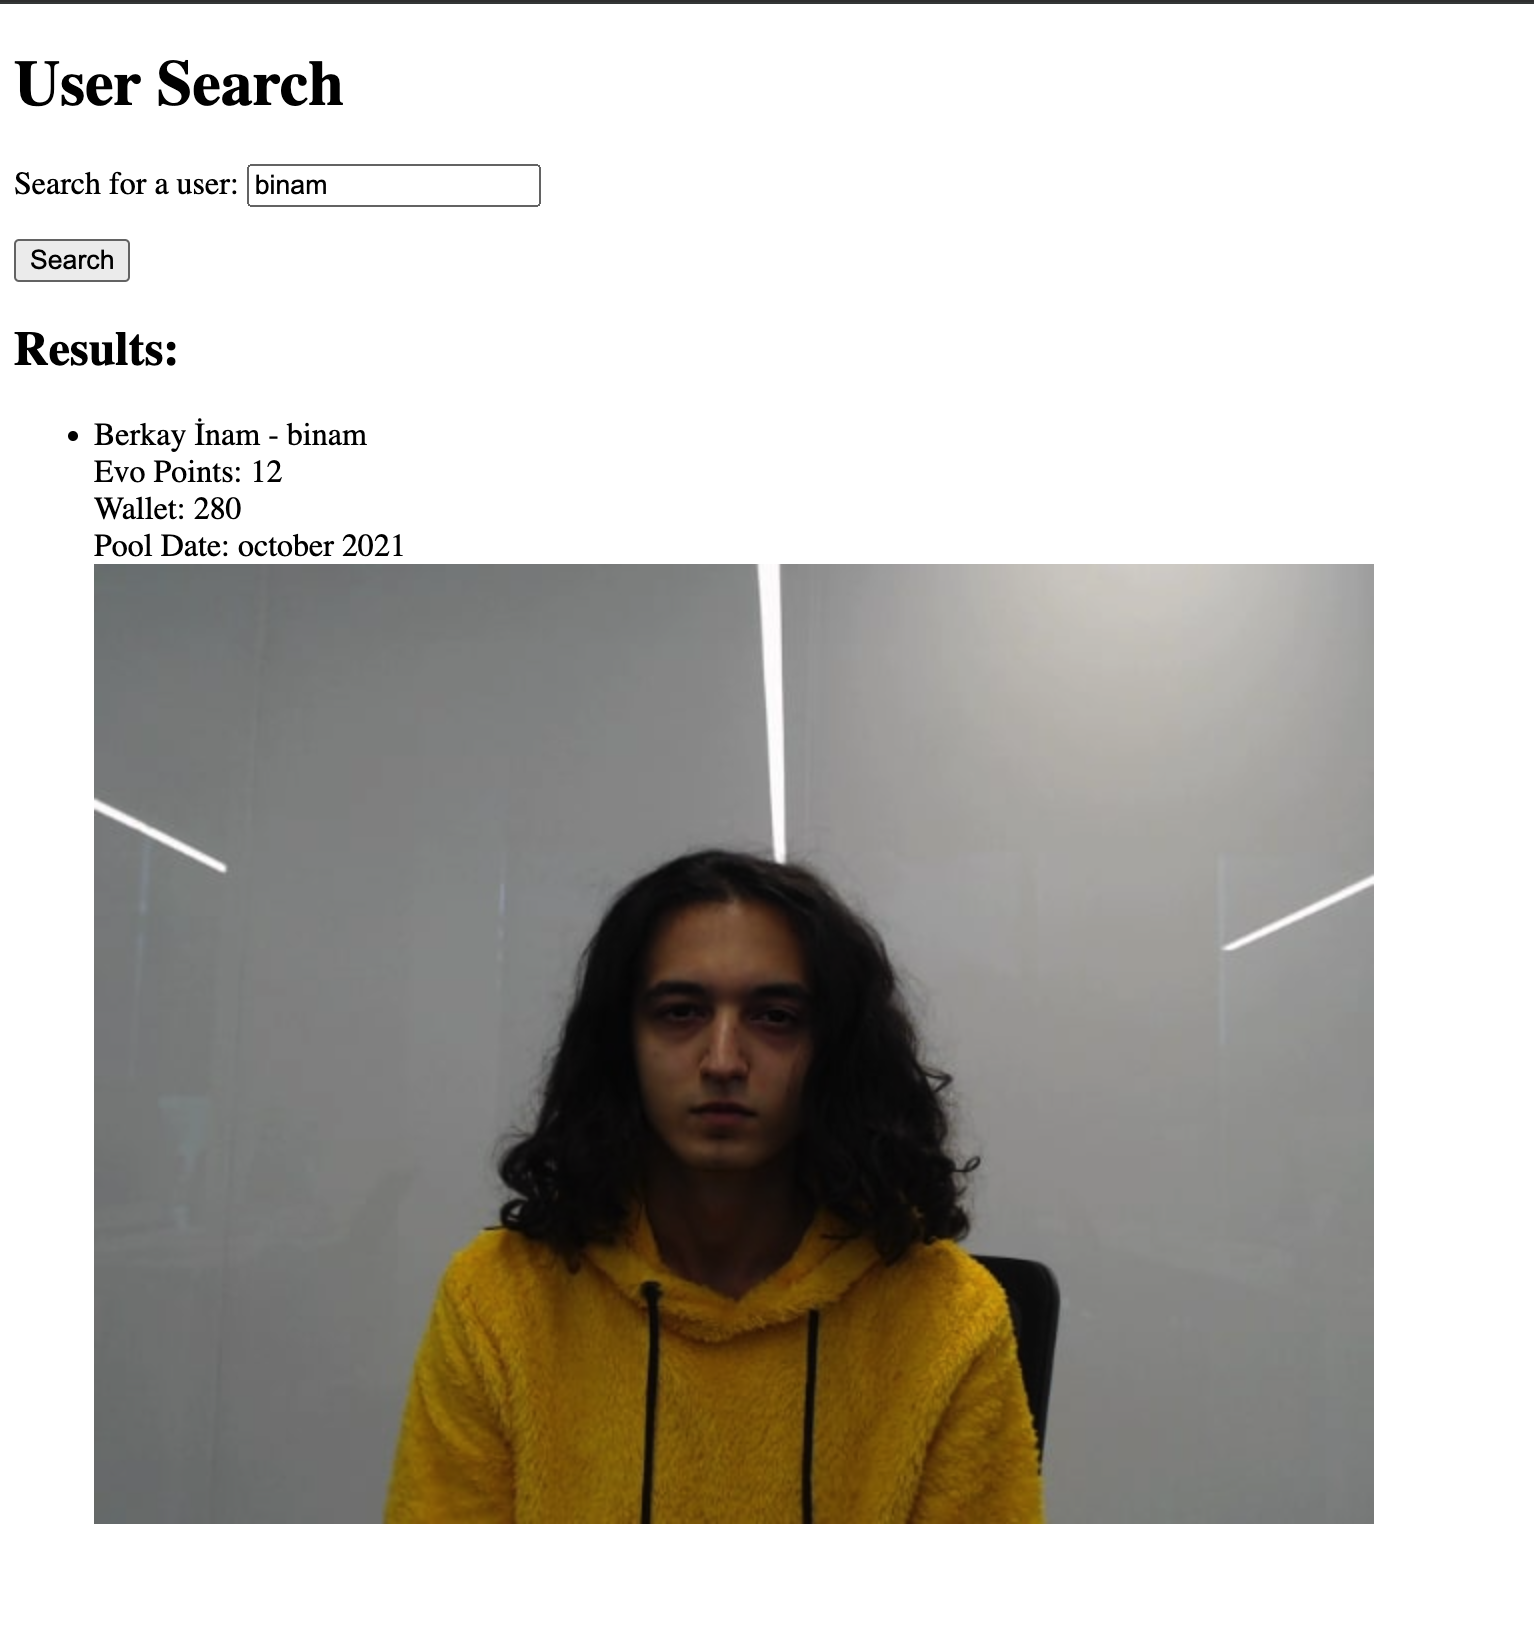 User Search
Search for a user: binam
Search
Results:
Berkay İnam - binam
Evo Points: 12
Wallet: 280
Pool Date: october 2021